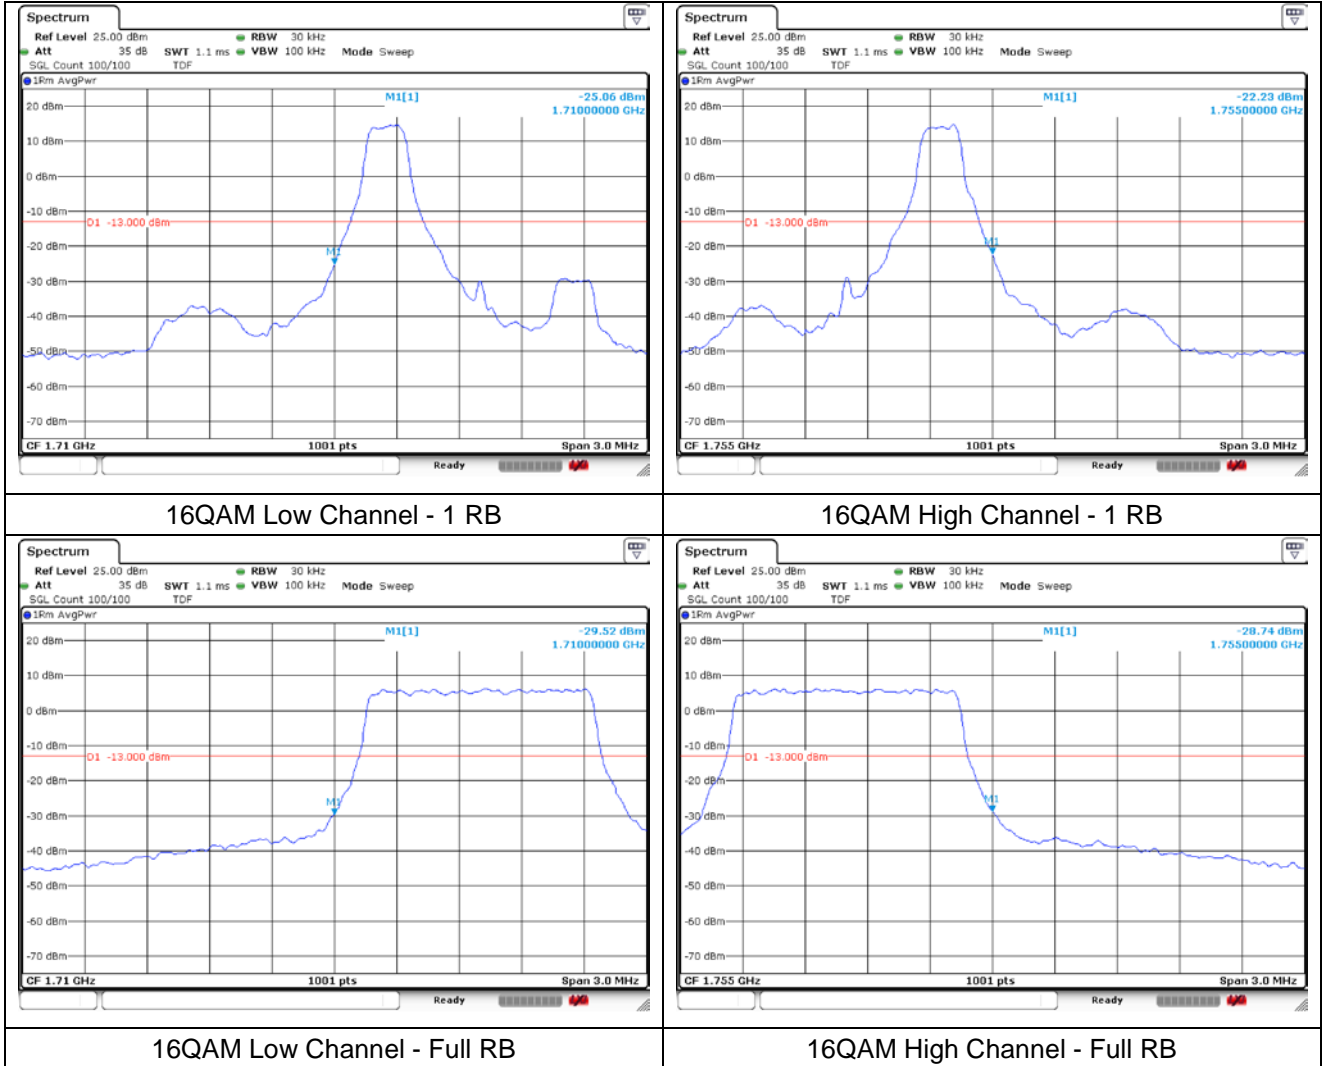 Spectrum
Ref Level 25.00 dBm RBW 30 kHz
Att 35 dB SWT 1.1 ms VBW 100 kHz Mode Sweep
SGL Count 100/100 TDF
1Rm AvgPwr
M1[1] -25.06 dBm
1.71000000 GHz
20 dBm
10 dBm
0 dBm
-10 dBm
D1 -13.000 dBm
-20 dBm
M1
-30 dBm
-40 dBm
-50 dBm
-60 dBm
-70 dBm
CF 1.71 GHz 1001 pts Span 3.0 MHz
Ready
16QAM Low Channel - 1 RB
Spectrum
Ref Level 25.00 dBm RBW 30 kHz
Att 35 dB SWT 1.1 ms VBW 100 kHz Mode Sweep
SGL Count 100/100 TDF
1Rm AvgPwr
M1[1] -22.23 dBm
1.75500000 GHz
20 dBm
10 dBm
0 dBm
-10 dBm
D1 -13.000 dBm
-20 dBm
M1
-30 dBm
-40 dBm
-50 dBm
-60 dBm
-70 dBm
CF 1.755 GHz 1001 pts Span 3.0 MHz
Ready
16QAM High Channel - 1 RB
Spectrum
Ref Level 25.00 dBm RBW 30 kHz
Att 35 dB SWT 1.1 ms VBW 100 kHz Mode Sweep
SGL Count 100/100 TDF
1Rm AvgPwr
M1[1] -29.52 dBm
1.71000000 GHz
20 dBm
10 dBm
0 dBm
-10 dBm
D1 -13.000 dBm
-20 dBm
M1
-30 dBm
-40 dBm
-50 dBm
-60 dBm
-70 dBm
CF 1.71 GHz 1001 pts Span 3.0 MHz
Ready
16QAM Low Channel - Full RB
Spectrum
Ref Level 25.00 dBm RBW 30 kHz
Att 35 dB SWT 1.1 ms VBW 100 kHz Mode Sweep
SGL Count 100/100 TDF
1Rm AvgPwr
M1[1] -28.74 dBm
1.75500000 GHz
20 dBm
10 dBm
0 dBm
-10 dBm
D1 -13.000 dBm
-20 dBm
M1
-30 dBm
-40 dBm
-50 dBm
-60 dBm
-70 dBm
CF 1.755 GHz 1001 pts Span 3.0 MHz
Ready
16QAM High Channel - Full RB